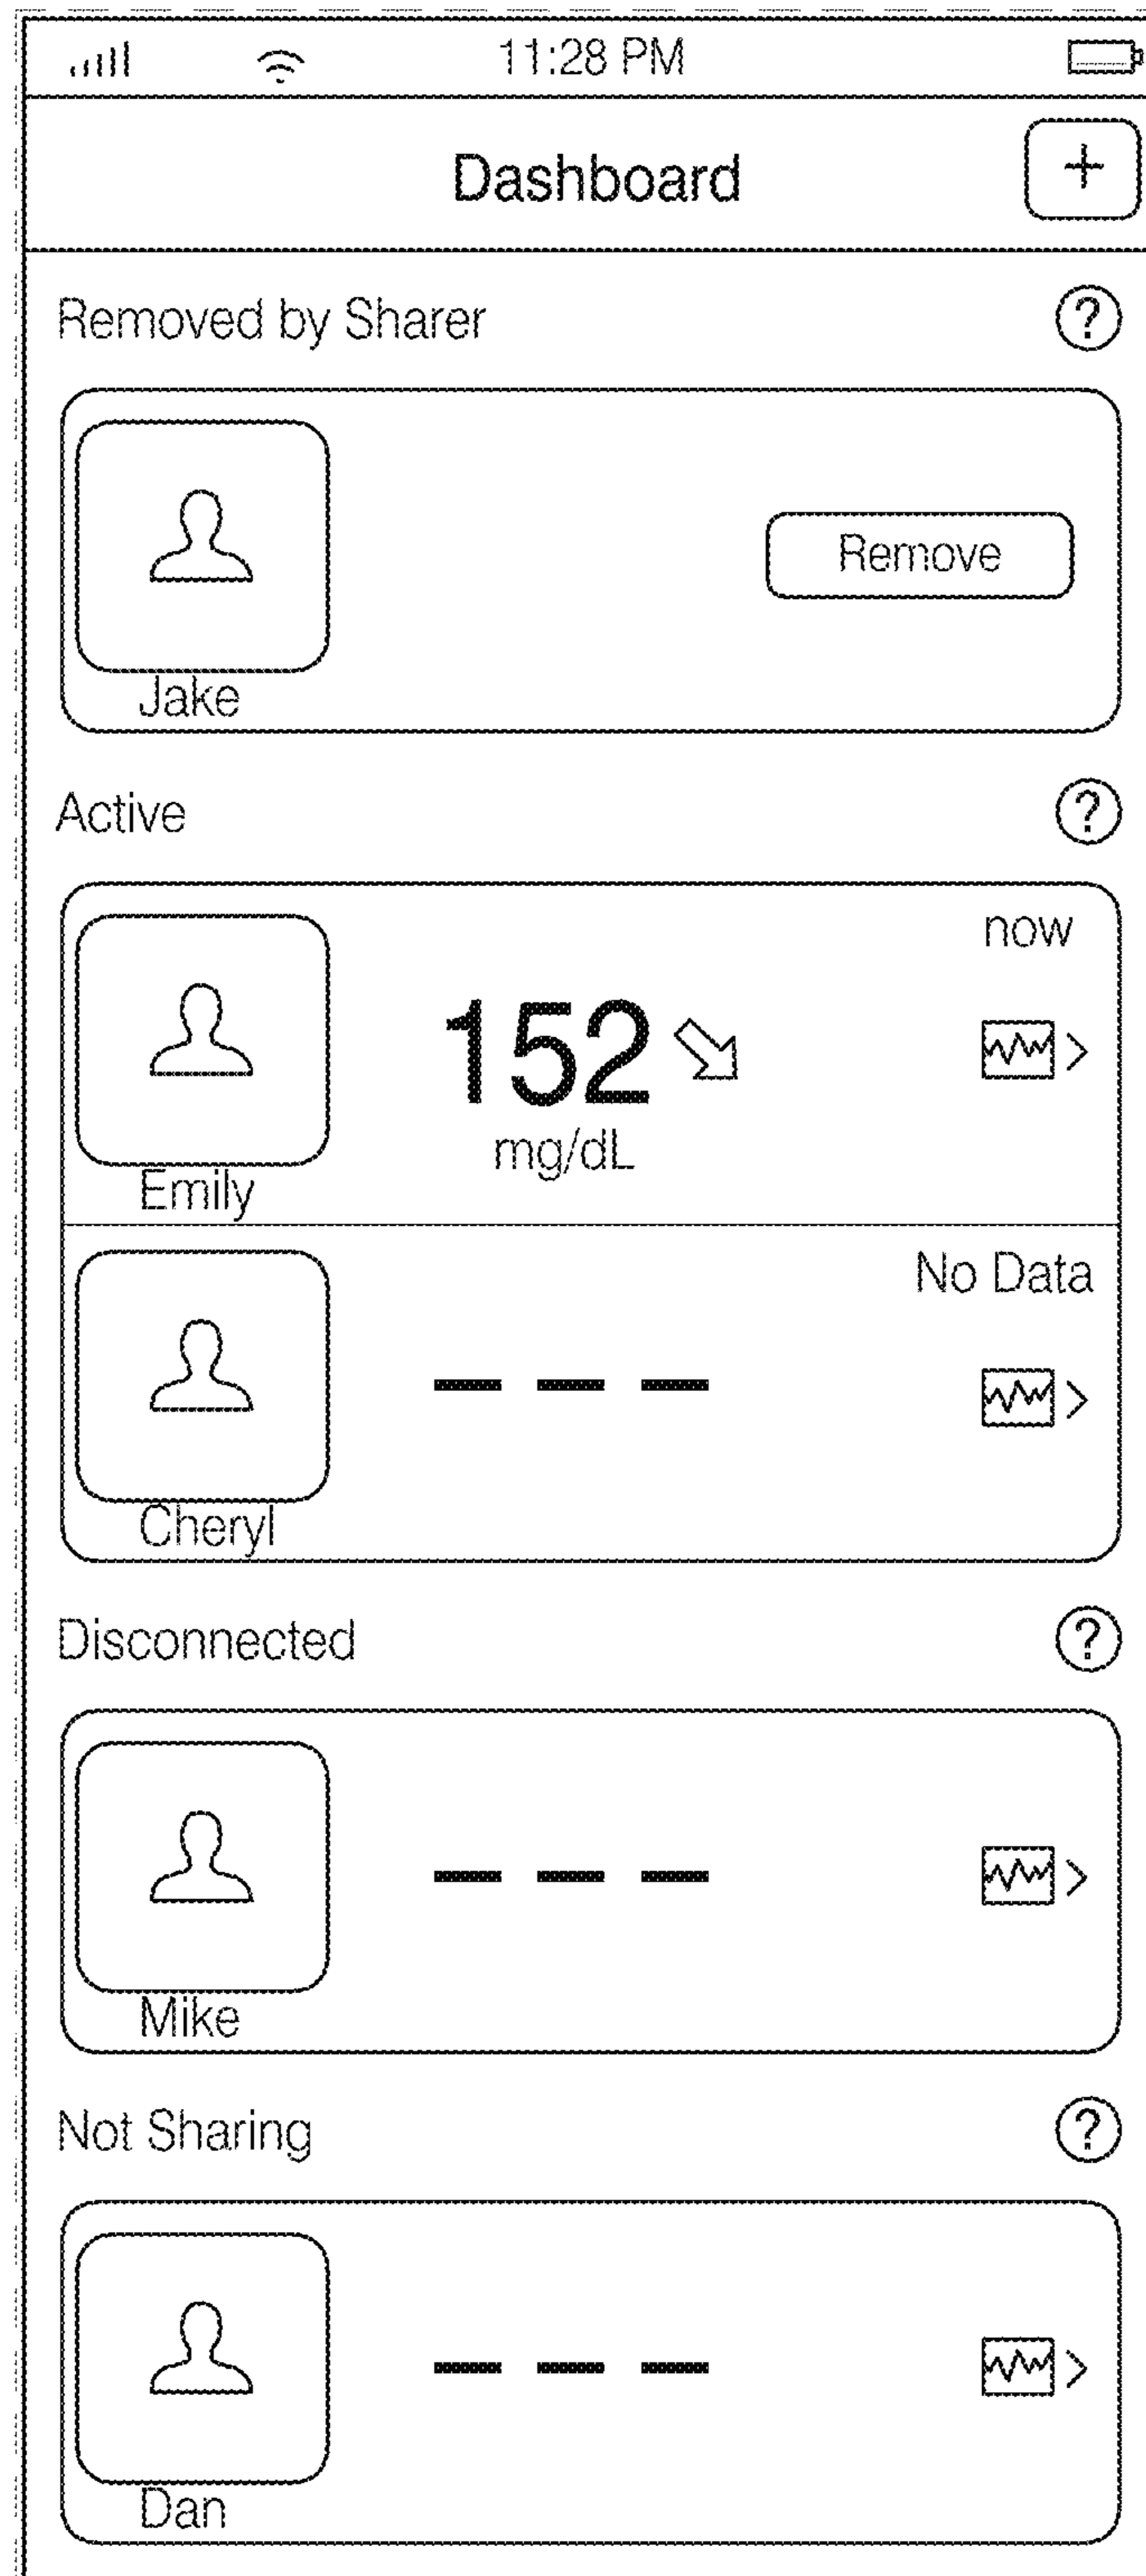 11:28 PM
Dashboard
+
Removed by Sharer
?
Remove
Jake
Active
?
now
152
mg/dL
Emily
No Data
– – –
Cheryl
Disconnected
?
– – –
Mike
Not Sharing
?
– – –
Dan